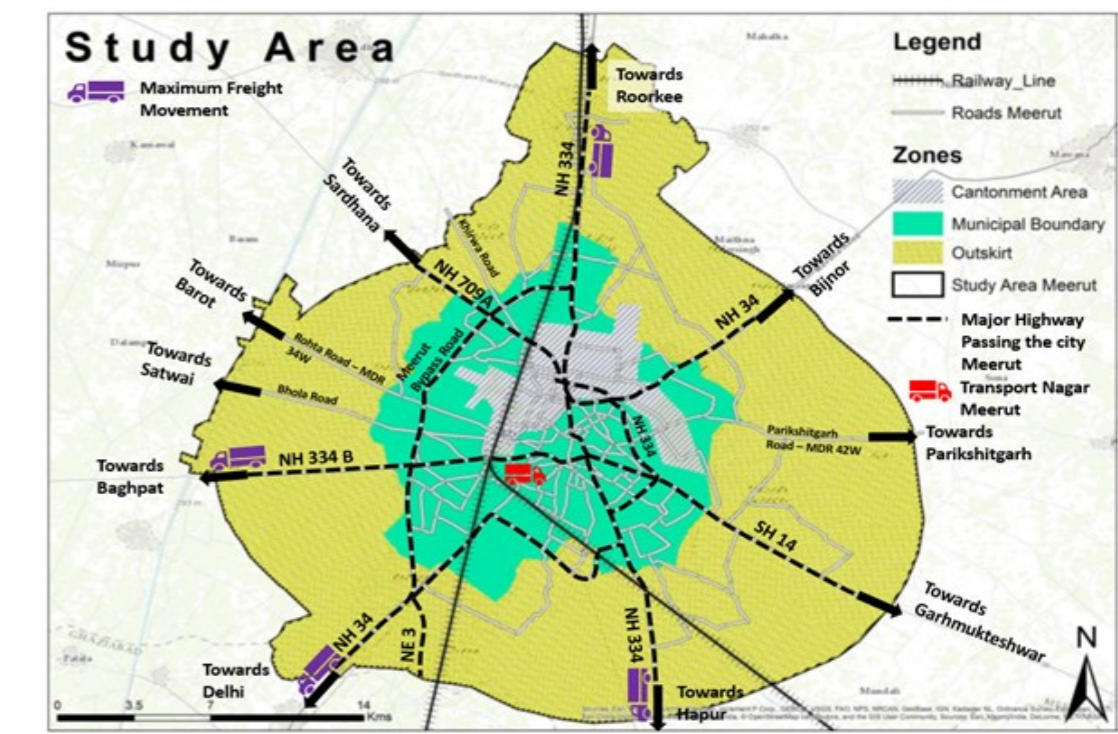 Study Area
Maximum Freight
Movement
Towards
Roorkee
Mahalka
Legend
Railway_Line
Roads Meerut
Zones
Cantonment Area
Municipal Boundary
Outskirt
Study Area Meerut
Major Highway
Passing the city
Meerut
Transport Nagar
Meerut
Mawana
NH 334
Towards
Sardhana
Khirwa Road
NH 709A
Towards
Bijnor
NH 34
Towards
Barot
Rohta Road – MDR
34W
Meerut
Bypass Road
Towards
Satwai
Bhola Road
NH 334
Parikshitgarh
Road – MDR 42W
Towards
Parikshitgarh
Towards
Baghpat
NH 334 B
SH 14
Towards
Garhmukteshwar
GHAZIABAD
NH 34
NE 3
NH 334
Towards
Delhi
Towards
Hapur
Mundali
N
0 3.5 7 14
Kms